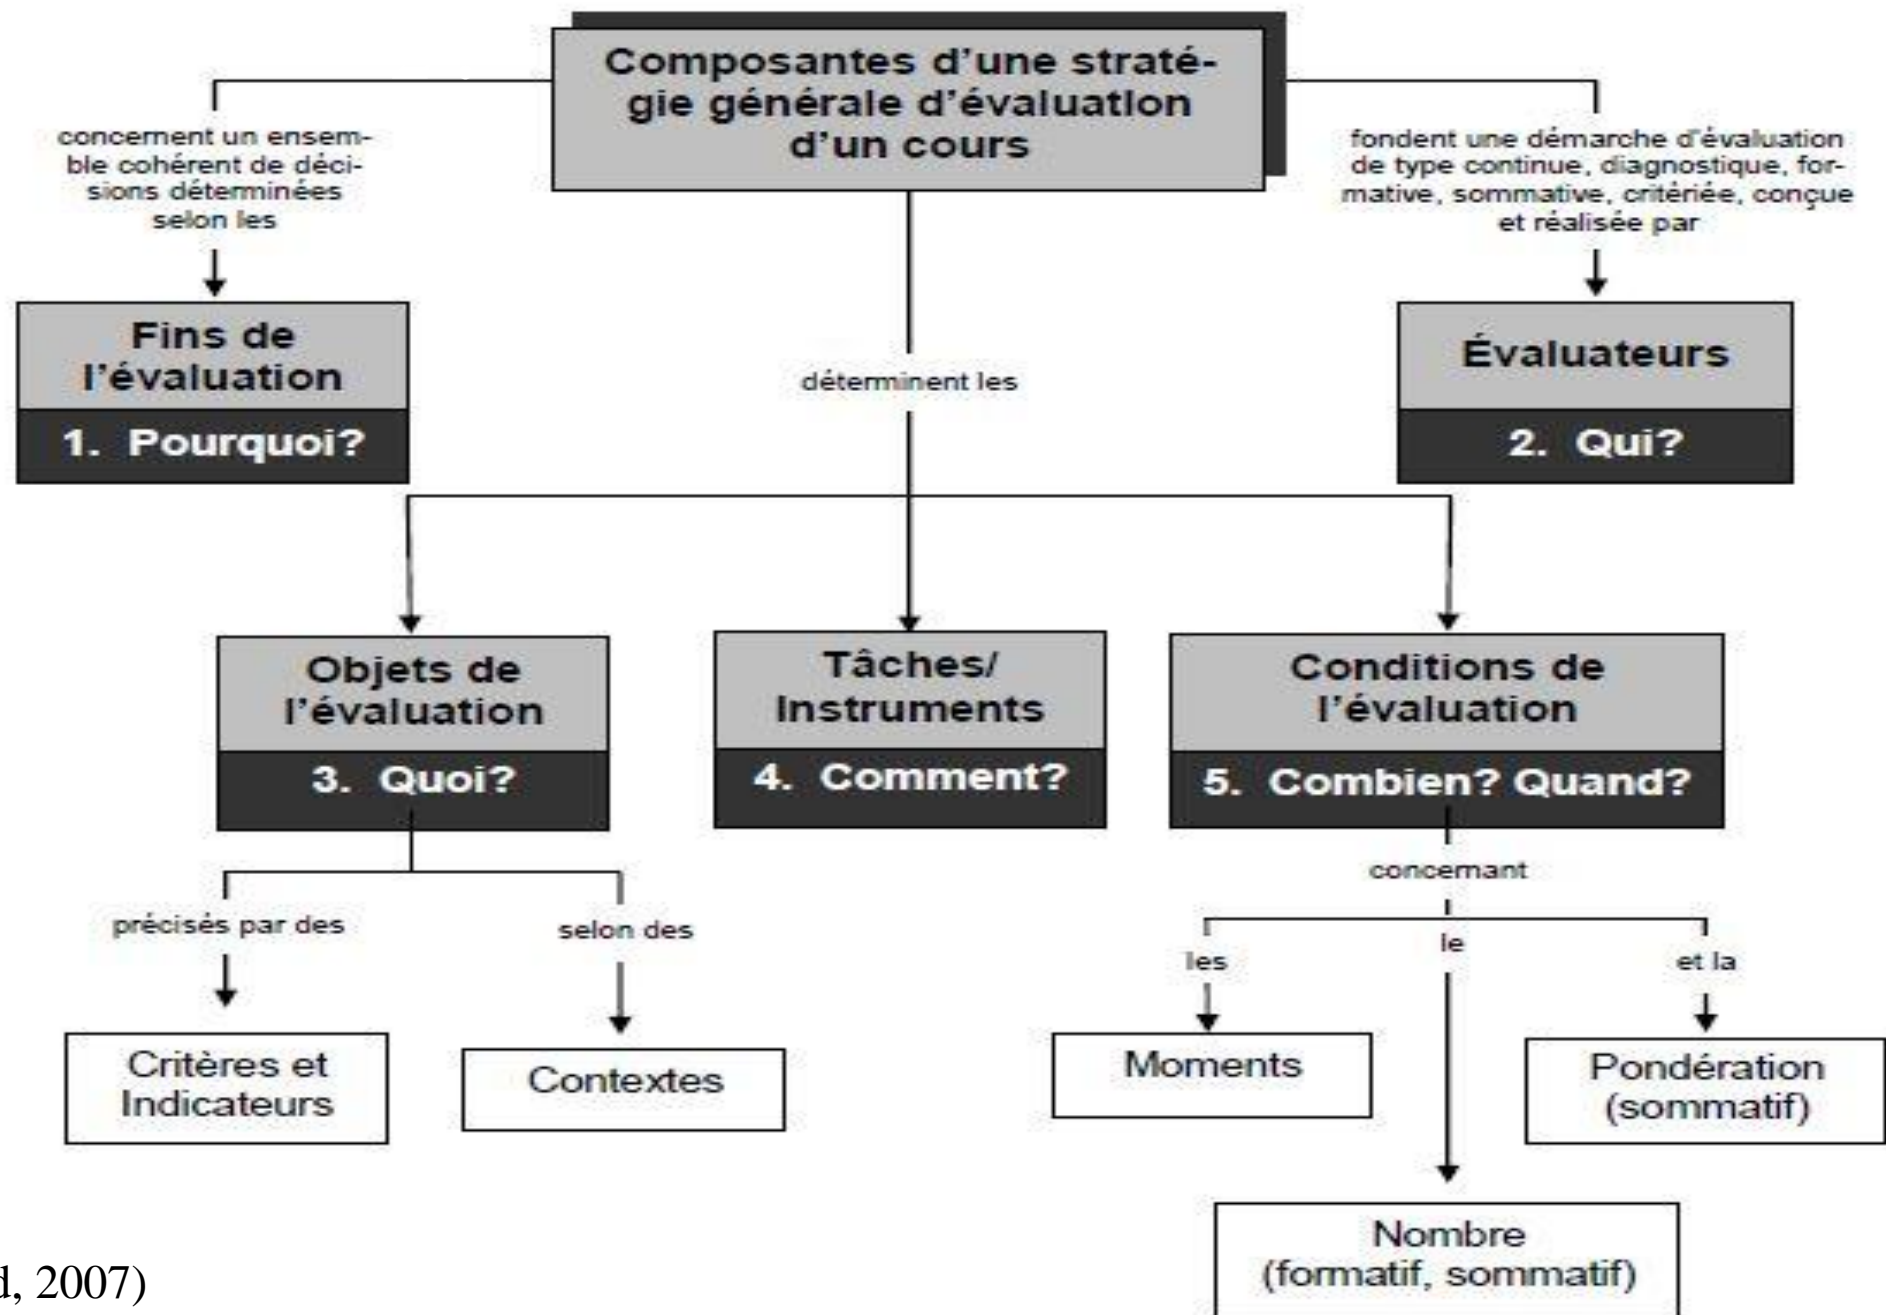 Composantes d'une straté-
gie générale d'évaluation
d'un cours
concernent un ensem-
ble cohérent de déci-
sions déterminées
selon les
fondent une démarche d'évaluation
de type continue, diagnostique, for-
mative, sommative, critériée, conçue
et réalisée par
Fins de
l'évaluation
1. Pourquoi?
déterminent les
Évaluateurs
2. Qui?
Objets de
l'évaluation
3. Quoi?
Tâches/
Instruments
4. Comment?
Conditions de
l'évaluation
5. Combien? Quand?
précisés par des
selon des
concernant
les
le
et la
Critères et
Indicateurs
Contextes
Moments
Pondération
(sommatif)
Nombre
(formatif, sommatif)
, 2007)